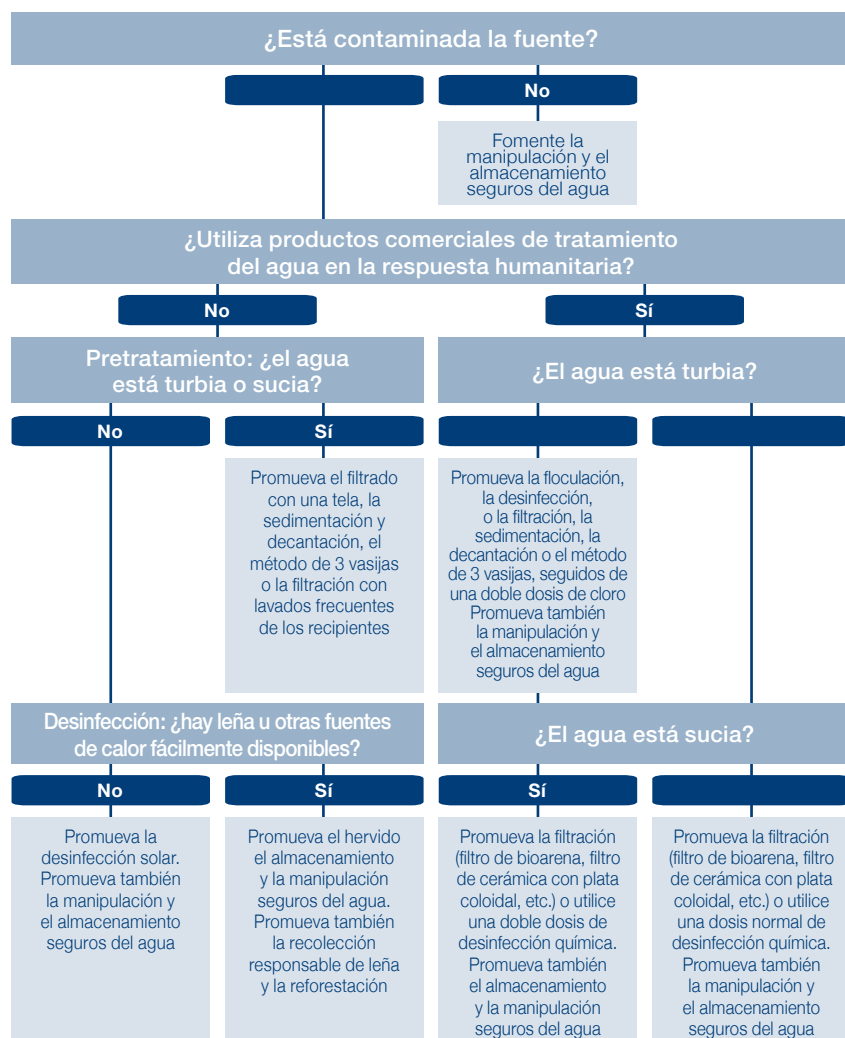 ¿Está contaminada la fuente?
No
Fomente la
manipulación y el
almacenamiento
seguros del agua
¿Utiliza productos comerciales de tratamiento
del agua en la respuesta humanitaria?
No
Sí
Pretratamiento: ¿el agua
está turbia o sucia?
¿El agua está turbia?
No
Sí
Promueva el filtrado
con una tela, la
sedimentación y
decantación, el
método de 3 vasijas
o la filtración con
lavados frecuentes
de los recipientes
Promueva la floculación,
la desinfección,
o la filtración, la
sedimentación, la
decantación o el método
de 3 vasijas, seguidos de
una doble dosis de cloro
Promueva también
la manipulación y
el almacenamiento
seguros del agua
Desinfección: ¿hay leña u otras fuentes
de calor fácilmente disponibles?
¿El agua está sucia?
No
Sí
Sí
Promueva la
desinfección solar.
Promueva también
la manipulación y
el almacenamiento
seguros del agua
Promueva el hervido
el almacenamiento
y la manipulación
seguros del agua.
Promueva también
la recolección
responsable de leña
y la reforestación
Promueva la filtración
(filtro de bioarena, filtro
de cerámica con plata
coloidal, etc.) o utilice
una doble dosis de
desinfección química.
Promueva también
el almacenamiento
y la manipulación
seguros del agua
Promueva la filtración
(filtro de bioarena, filtro
de cerámica con plata
coloidal, etc.) o utilice
una dosis normal de
desinfección química.
Promueva también
la manipulación y
el almacenamiento
seguros del agua